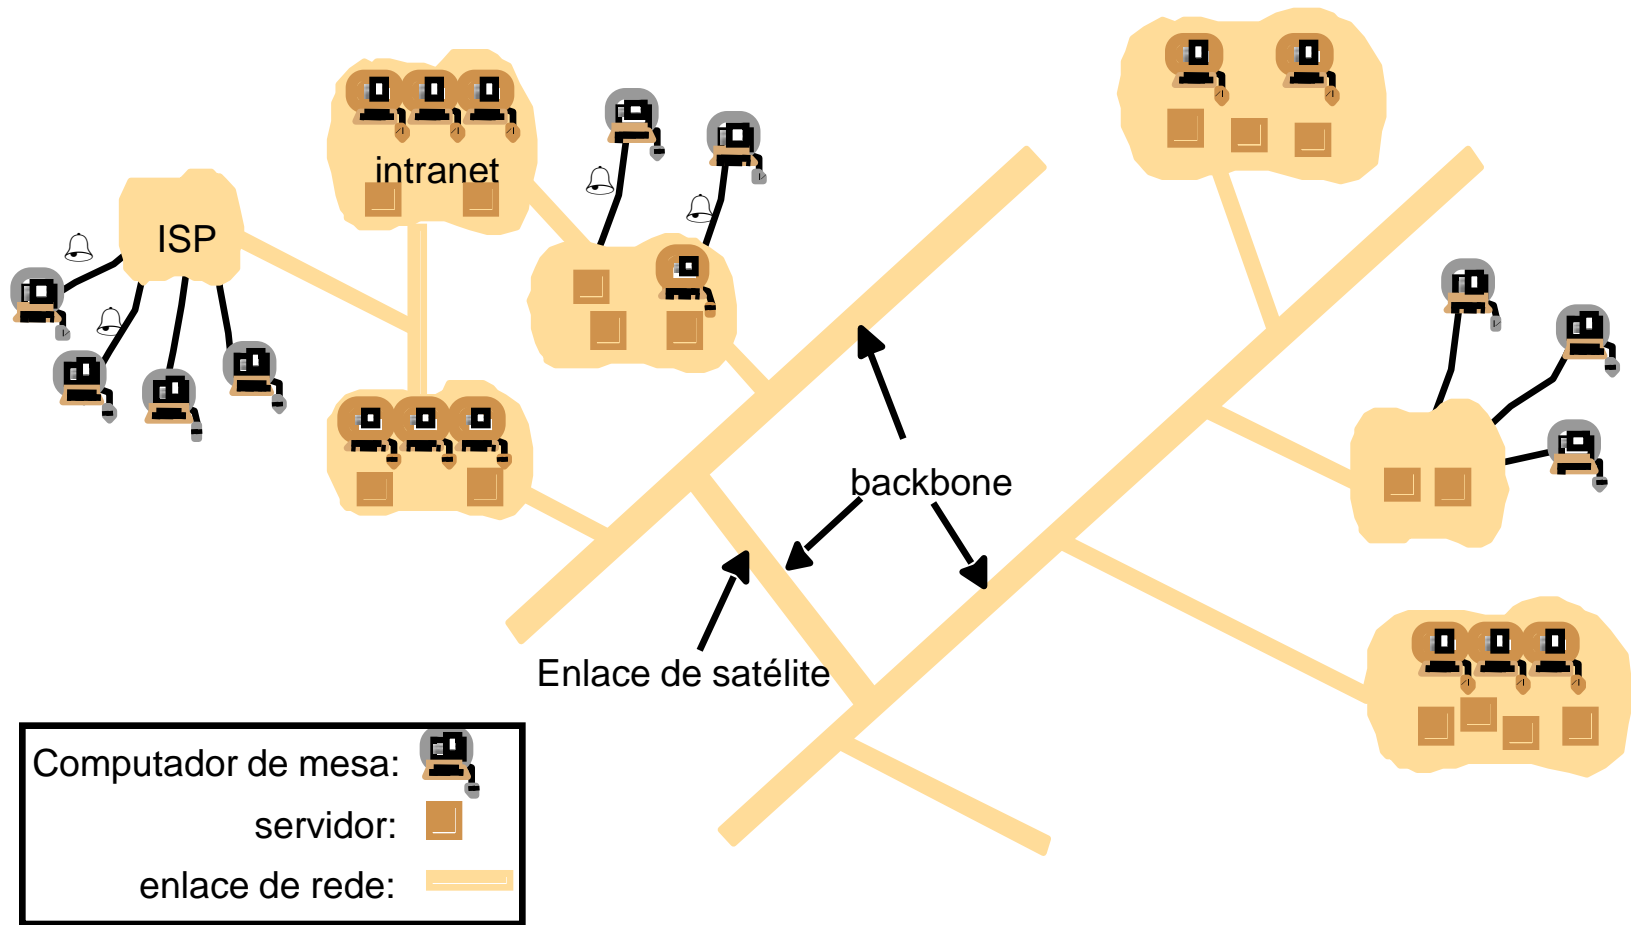 intranet
ISP
backbone
Enlace de satélite
Computador de mesa:
servidor:
enlace de rede: